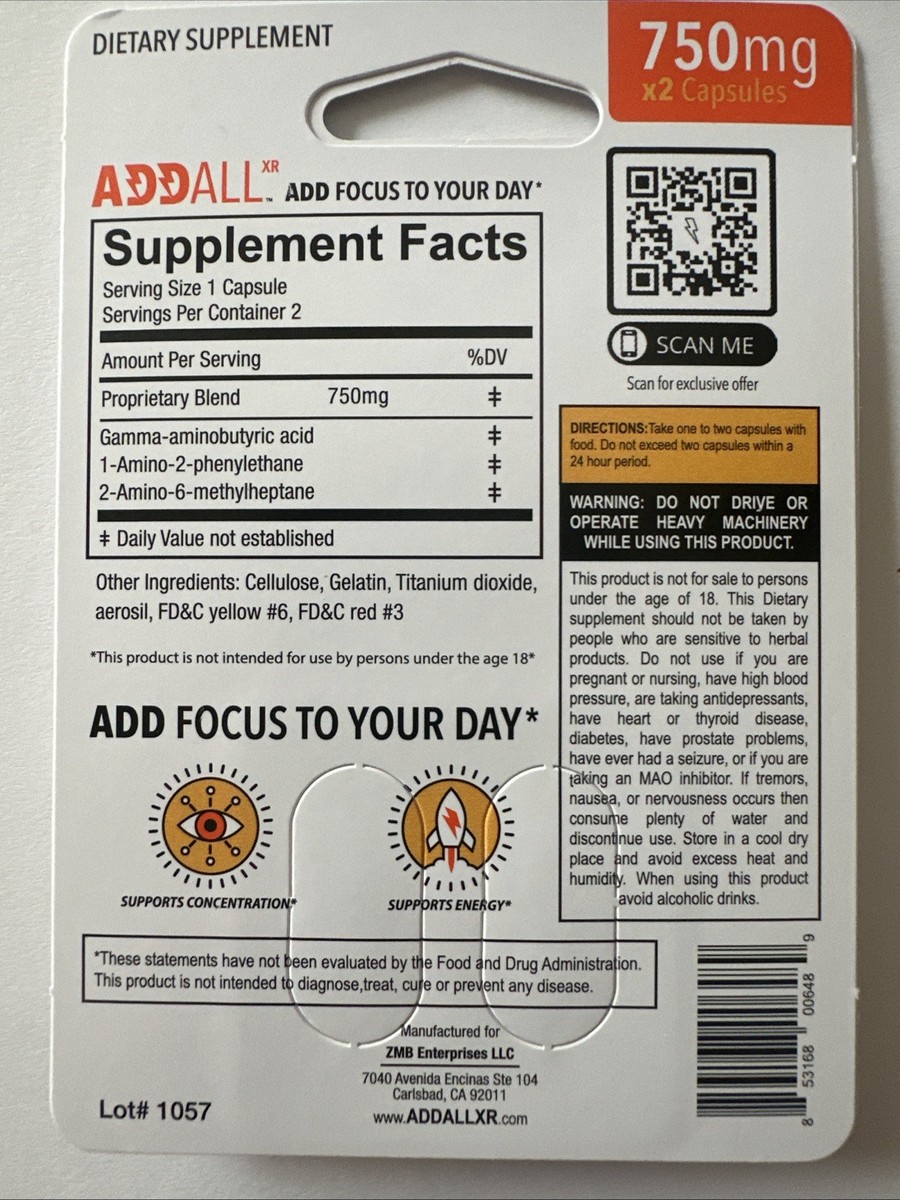 DIETARY SUPPLEMENT
750mg
x2 Capsules
ADDALL XR™ ADD FOCUS TO YOUR DAY*
Supplement Facts
Serving Size 1 Capsule
Servings Per Container 2
Amount Per Serving %DV
Proprietary Blend 750mg ‡
Gamma-aminobutyric acid ‡
1-Amino-2-phenylethane ‡
2-Amino-6-methylheptane ‡
‡ Daily Value not established
Other Ingredients: Cellulose, Gelatin, Titanium dioxide,
aerosil, FD&C yellow #6, FD&C red #3
*This product is not intended for use by persons under the age 18*
SCAN ME
Scan for exclusive offer
DIRECTIONS:Take one to two capsules with
food. Do not exceed two capsules within a
24 hour period.
WARNING: DO NOT DRIVE OR
OPERATE HEAVY MACHINERY
WHILE USING THIS PRODUCT.
This product is not for sale to persons
under the age of 18. This Dietary
supplement should not be taken by
people who are sensitive to herbal
products. Do not use if you are
pregnant or nursing, have high blood
pressure, are taking antidepressants,
have heart or thyroid disease,
diabetes, have prostate problems,
have ever had a seizure, or if you are
taking an MAO inhibitor. If tremors,
nausea, or nervousness occurs then
consume plenty of water and
discontinue use. Store in a cool dry
place and avoid excess heat and
humidity. When using this product
avoid alcoholic drinks.
ADD FOCUS TO YOUR DAY*
SUPPORTS CONCENTRATION*
SUPPORTS ENERGY*
*These statements have not been evaluated by the Food and Drug Administration.
This product is not intended to diagnose,treat, cure or prevent any disease.
Manufactured for
ZMB Enterprises LLC
7040 Avenida Encinas Ste 104
Carlsbad, CA 92011
www.ADDALLXR.com
Lot# 1057
8 53168 00648 9